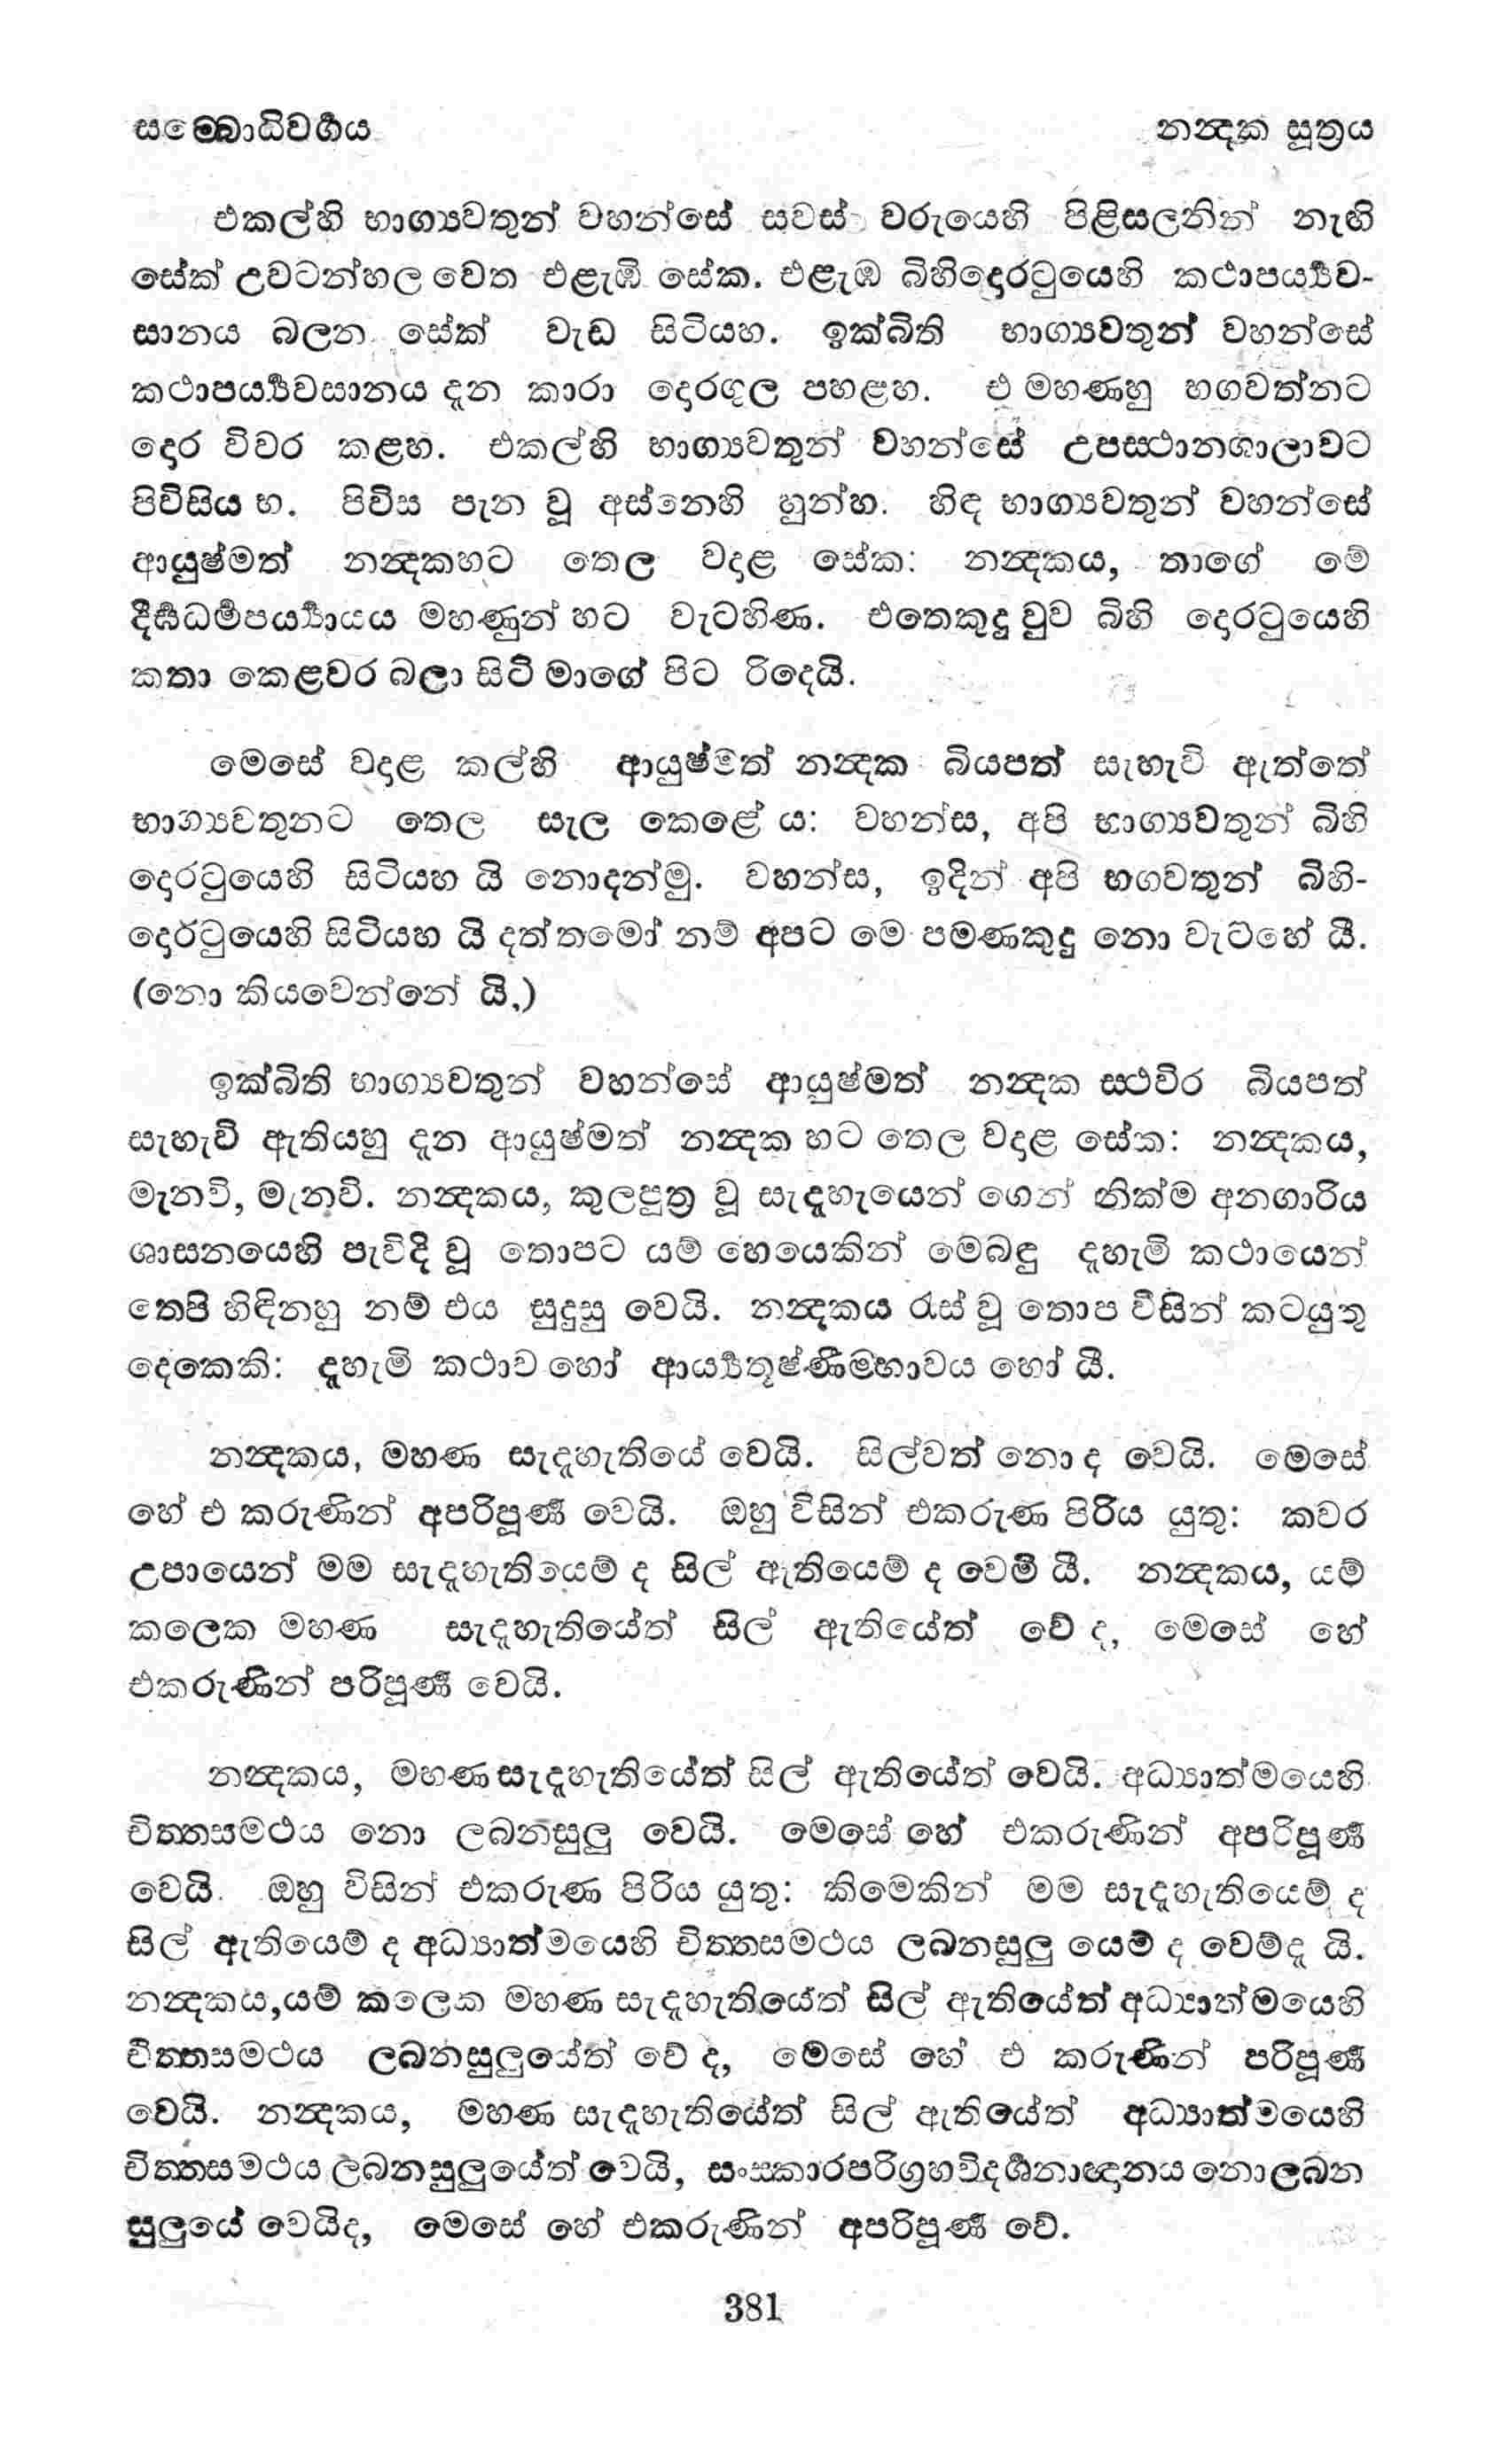 සම්බොධිවර්‍ගය නන්‍දක සූත්‍රය
එකල්හි භාග්‍යවතුන් වහන්සේ සවස් වරුයෙහි පිළිසලනින් නැඟි
සේක් උවටන්හල වෙත එළැඹි සේක. එළැඹ බිහිදොරටුයෙහි කථාපර්‍ය්‍යව-
සානය බලන සේක් වැඩ සිටියහ. ඉක්බිති භාග්‍යවතුන් වහන්සේ
කථාපර්‍ය්‍යවසානය දැන කාරා දොරගුල පහළහ. එ මහණහු භගවත්නට
දොර විවර කළහ. එකල්හි භාග්‍යවතුන් වහන්සේ උපස්ථානශාලාවට
පිවිසිය හ. පිවිස පැන වූ අස්නෙහි හුන්හ. හිඳ භාග්‍යවතුන් වහන්සේ
ආයුෂ්මත් නන්‍දකහට තෙල වදාළ සේක: නන්‍දකය, තාගේ මේ
දීර්‍ඝධර්‍මපර්‍ය්‍යායය මහණුන් හට වැටහිණ. එතෙකුදු වුව බිහි දොරටුයෙහි
කතා කෙළවර බලා සිටි මාගේ පිට රිදෙයි.
මෙසේ වදාළ කල්හි ආයුෂ්මත් නන්‍දක බියපත් සැහැවි ඇත්තේ
භාග්‍යවතුනට තෙල සැල කෙළේ ය: වහන්ස, අපි භාග්‍යවතුන් බිහි
දොරටුයෙහි සිටියහ යි නොදන්මු. වහන්ස, ඉදින් අපි භගවතුන් බිහි-
දොරටුයෙහි සිටියහ යි දත්තමෝ නම් අපට මෙ පමණකුදු නො වැටහේ යී.
(නො කියවෙන්නේ යි.)
ඉක්බිති භාග්‍යවතුන් වහන්සේ ආයුෂ්මත් නන්‍දක ස්ථවිර බියපත්
සැහැවි ඇතියහු දැන ආයුෂ්මත් නන්‍දක හට තෙල වදාළ සේක: නන්‍දකය,
මැනවි, මැනවි. නන්‍දකය, කුලපුත්‍ර වූ සැදැහැයෙන් ගෙන් නික්ම අනගාරිය
ශාසනයෙහි පැවිදි වූ තොපට යම් හෙයෙකින් මෙබඳු දැහැමි කථායෙන්
තෙපි හිඳිනහු නම් එය සුදුසු වෙයි. නන්‍දකය රැස් වූ තොප විසින් කටයුතු
දෙකෙකි: දැහැමි කථාව හෝ ආර්‍ය්‍යතූෂ්ණීම්භාවය හෝ යී.
නන්‍දකය, මහණ සැදැහැතියේ වෙයි. සිල්වත් නො ද වෙයි. මෙසේ
හේ එ කරුණින් අපරිපූර්‍ණ වෙයි. ඔහු විසින් එකරුණ පිරිය යුතු: කවර
උපායෙන් මම සැදැහැතියෙම් ද සිල් ඇතියෙම් ද වෙම් යී. නන්‍දකය, යම්
කලෙක මහණ සැදැහැතියේත් සිල් ඇතියේත් වේ ද, මෙසේ හේ
එකරුණින් පරිපූර්‍ණ වෙයි.
නන්‍දකය, මහණ සැදැහැතියේත් සිල් ඇතියේත් වෙයි. අධ්‍යාත්මයෙහි
චිත්තසමථය නො ලබනසුලු වෙයි. මෙසේ හේ එකරුණින් අපරිපූර්‍ණ
වෙයි. ඔහු විසින් එකරුණ පිරිය යුතු: කිමෙකින් මම සැදැහැතියෙම් ද
සිල් ඇතියෙම් ද අධ්‍යාත්මයෙහි චිත්තසමථය ලබනසුලු යෙම් ද වෙම්ද යි.
නන්‍දකය,යම් කලෙක මහණ සැදැහැතියේත් සිල් ඇතියේත් අධ්‍යාත්මයෙහි
චිත්තසමථය ලබනසුලුයේත් වේ ද, මෙසේ හේ එ කරුණින් පරිපූර්‍ණ
වෙයි. නන්‍දකය, මහණ සැදැහැතියේත් සිල් ඇතියේත් අධ්‍යාත්මයෙහි
චිත්තසමථය ලබනසුලුයේත් වෙයි, සංස්කාරපරිග්‍රහවිදර්‍ශනාඥානය නොලබන
සුලුයේ වෙයිද, මෙසේ හේ එකරුණින් අපරිපූර්‍ණ වේ.
381